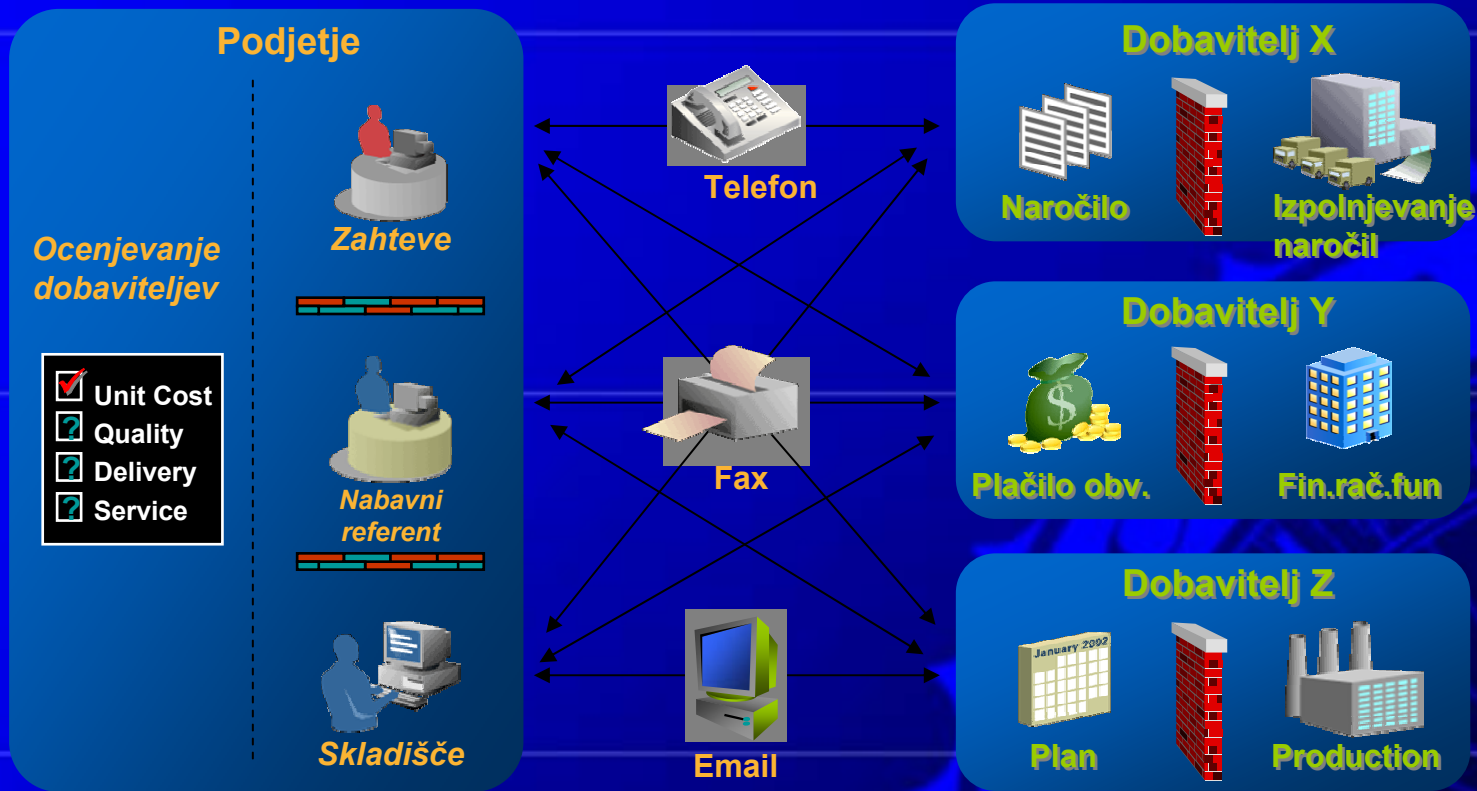 Podjetje
Ocenjevanje
dobaviteljev
Unit Cost
Quality
Delivery
Service
Zahteve
Nabavni
referent
Skladišče
Telefon
Fax
Email
Dobavitelj X
Naročilo
Izpolnjevanje
naročil
Dobavitelj Y
$
Plačilo obv.
Fin.rač.fun
Dobavitelj Z
January 2002
Plan
Production